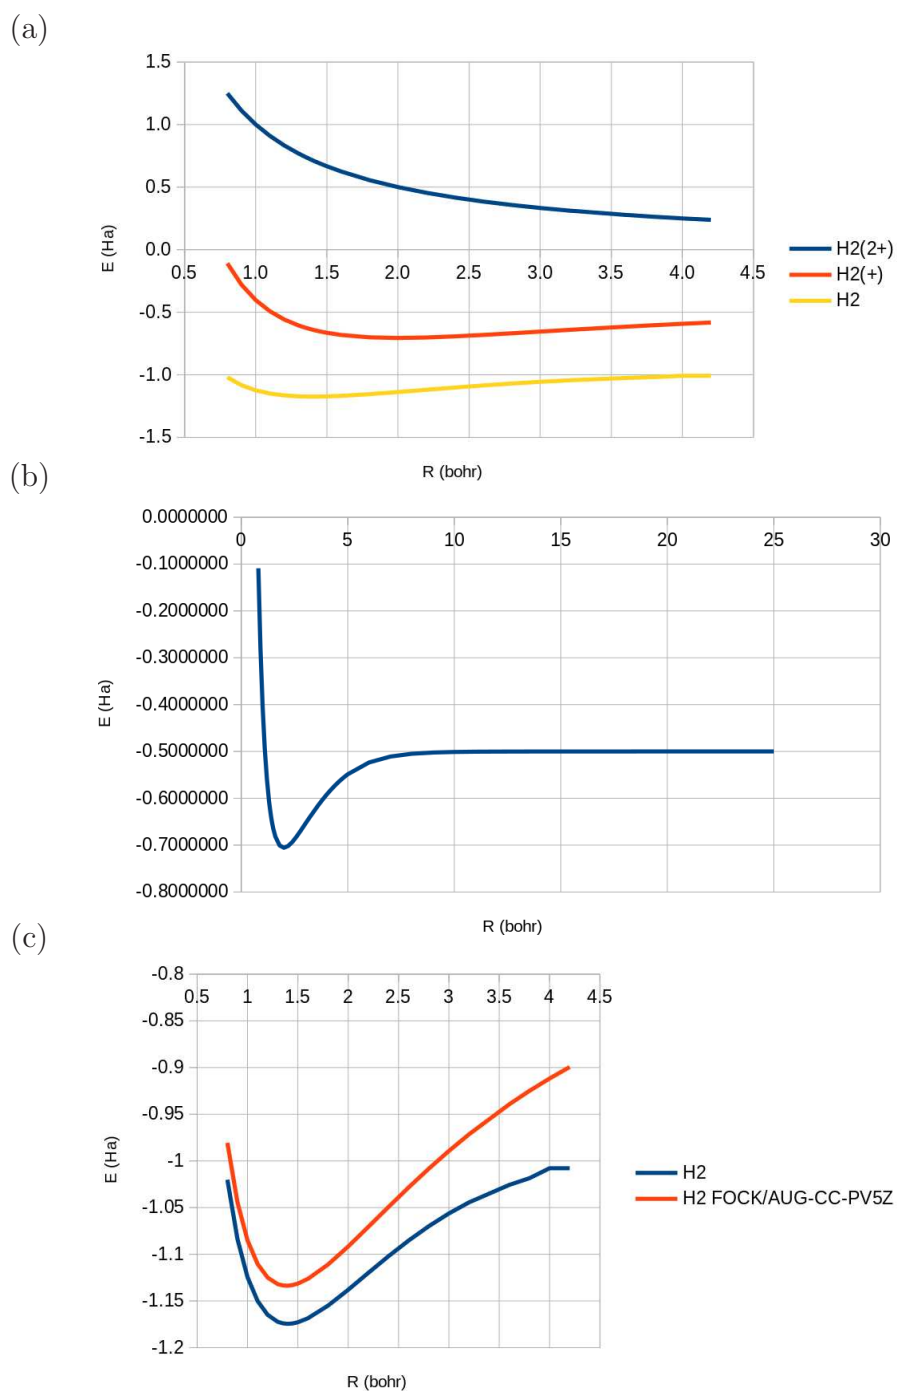 (a)
1.5
1.0
0.5
0.0
0.5 1.0 1.5 2.0 2.5 3.0 3.5 4.0 4.5
-0.5
-1.0
-1.5
E (Ha)
R (bohr)
H2(2+)
H2(+)
H2
(b)
0.0000000
0 5 10 15 20 25 30
-0.1000000
-0.2000000
-0.3000000
-0.4000000
-0.5000000
-0.6000000
-0.7000000
-0.8000000
E (Ha)
R (bohr)
(c)
-0.8
0.5 1 1.5 2 2.5 3 3.5 4 4.5
-0.85
-0.9
-0.95
-1
-1.05
-1.1
-1.15
-1.2
E (Ha)
R (bohr)
H2
H2 FOCK/AUG-CC-PV5Z